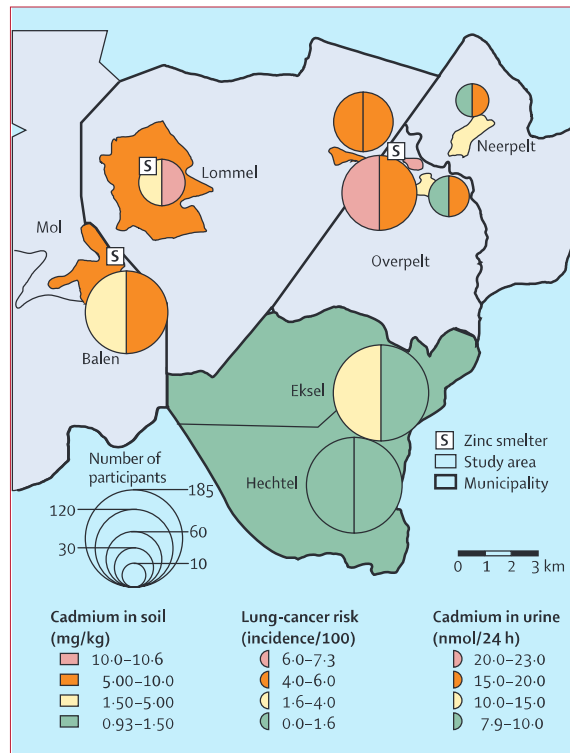 Neerpelt
S
S
Lommel
Mol
S
Overpelt
Balen
Eksel
Hechtel
S Zinc smelter
Study area
Municipality
Number of
participants
185
120
60
30
10
0 1 2 3 km
Cadmium in soil
(mg/kg)
10·0–10·6
5·00–10·0
1·50–5·00
0·93–1·50
Lung-cancer risk
(incidence/100)
6·0–7·3
4·0–6·0
1·6–4·0
0·0–1·6
Cadmium in urine
(nmol/24 h)
20·0–23·0
15·0–20·0
10·0–15·0
7·9–10·0